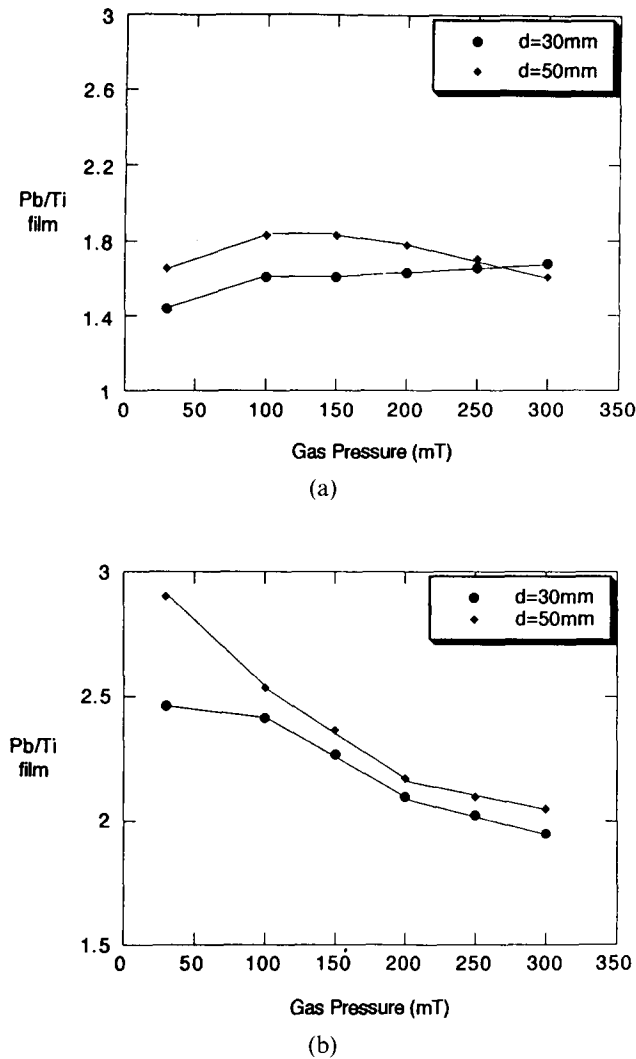 3
d=30mm
d=50mm
2.6
2.2
Pb/Ti
film
1.8
1.4
1
0 50 100 150 200 250 300 350
Gas Pressure (mT)
(a)
3
d=30mm
d=50mm
2.5
Pb/Ti
film
2
1.5
0 50 100 150 200 250 300 350
Gas Pressure (mT)
(b)